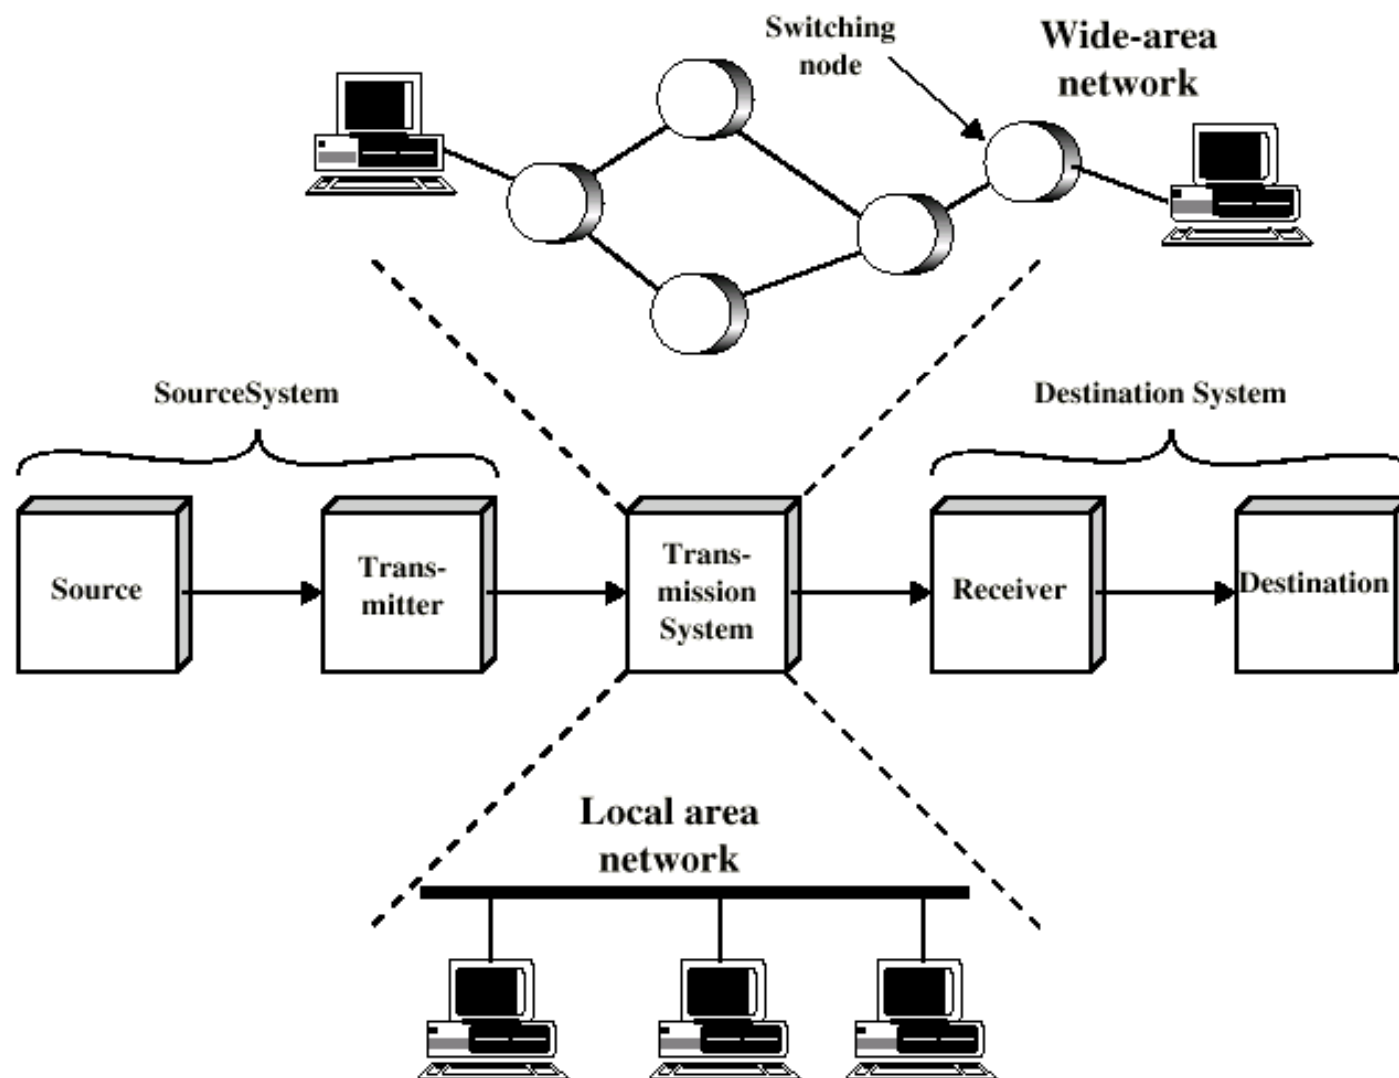 Switching
node
Wide-area
network
SourceSystem
Destination System
Source
Trans-
mitter
Trans-
mission
System
Receiver
Destination
Local area
network